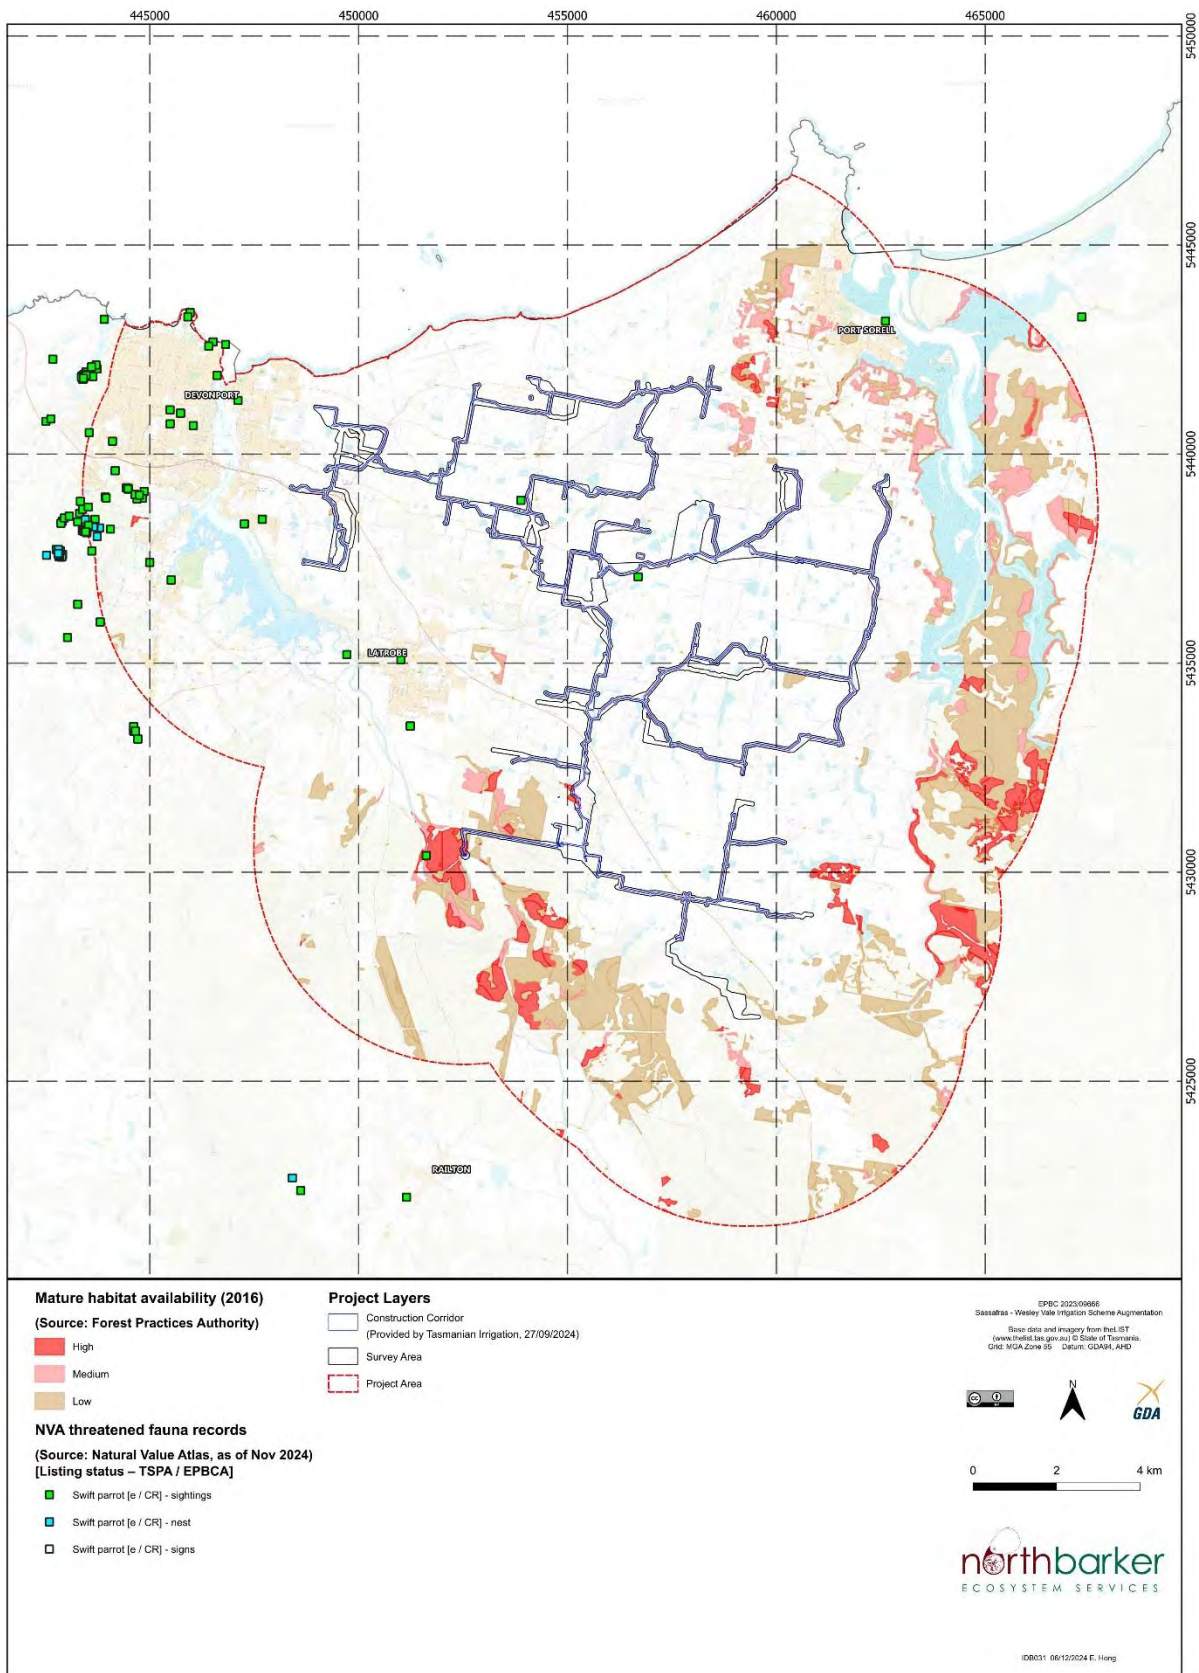 445000
450000
455000
460000
465000
5450000
5445000
5440000
5435000
5430000
5425000
PORT SORELL
DEVONPORT
LATROBE
RAILTON
Mature habitat availability (2016)
(Source: Forest Practices Authority)
High
Medium
Low
NVA threatened fauna records
(Source: Natural Value Atlas, as of Nov 2024)
[Listing status – TSPA / EPBCA]
Swift parrot [e / CR] - sightings
Swift parrot [e / CR] - nest
Swift parrot [e / CR] - signs
Project Layers
Construction Corridor
(Provided by Tasmanian Irrigation, 27/09/2024)
Survey Area
Project Area
EPBC 2023/09666
Sassafras - Wesley Vale Irrigation Scheme Augmentation
Base data and imagery from theLIST
(www.thelist.tas.gov.au) © State of Tasmania.
Grid: MGA Zone 55 Datum: GDA94, AHD
cc
BY
N
GDA
0 2 4 km
northbarker
ECOSYSTEM SERVICES
IDB031 06/12/2024 E. Hong